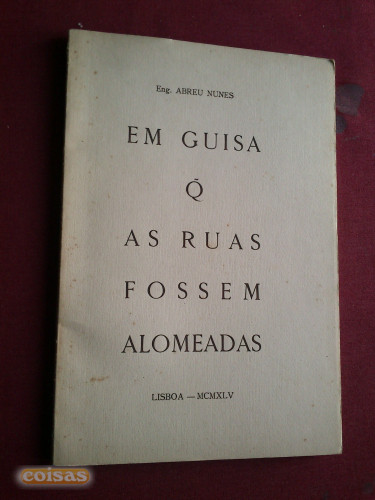 Eng. ABREU NUNES
EM GUISA
Q̃
AS RUAS
FOSSEM
ALOMEADAS
LISBOA — MCMXLV
coisas